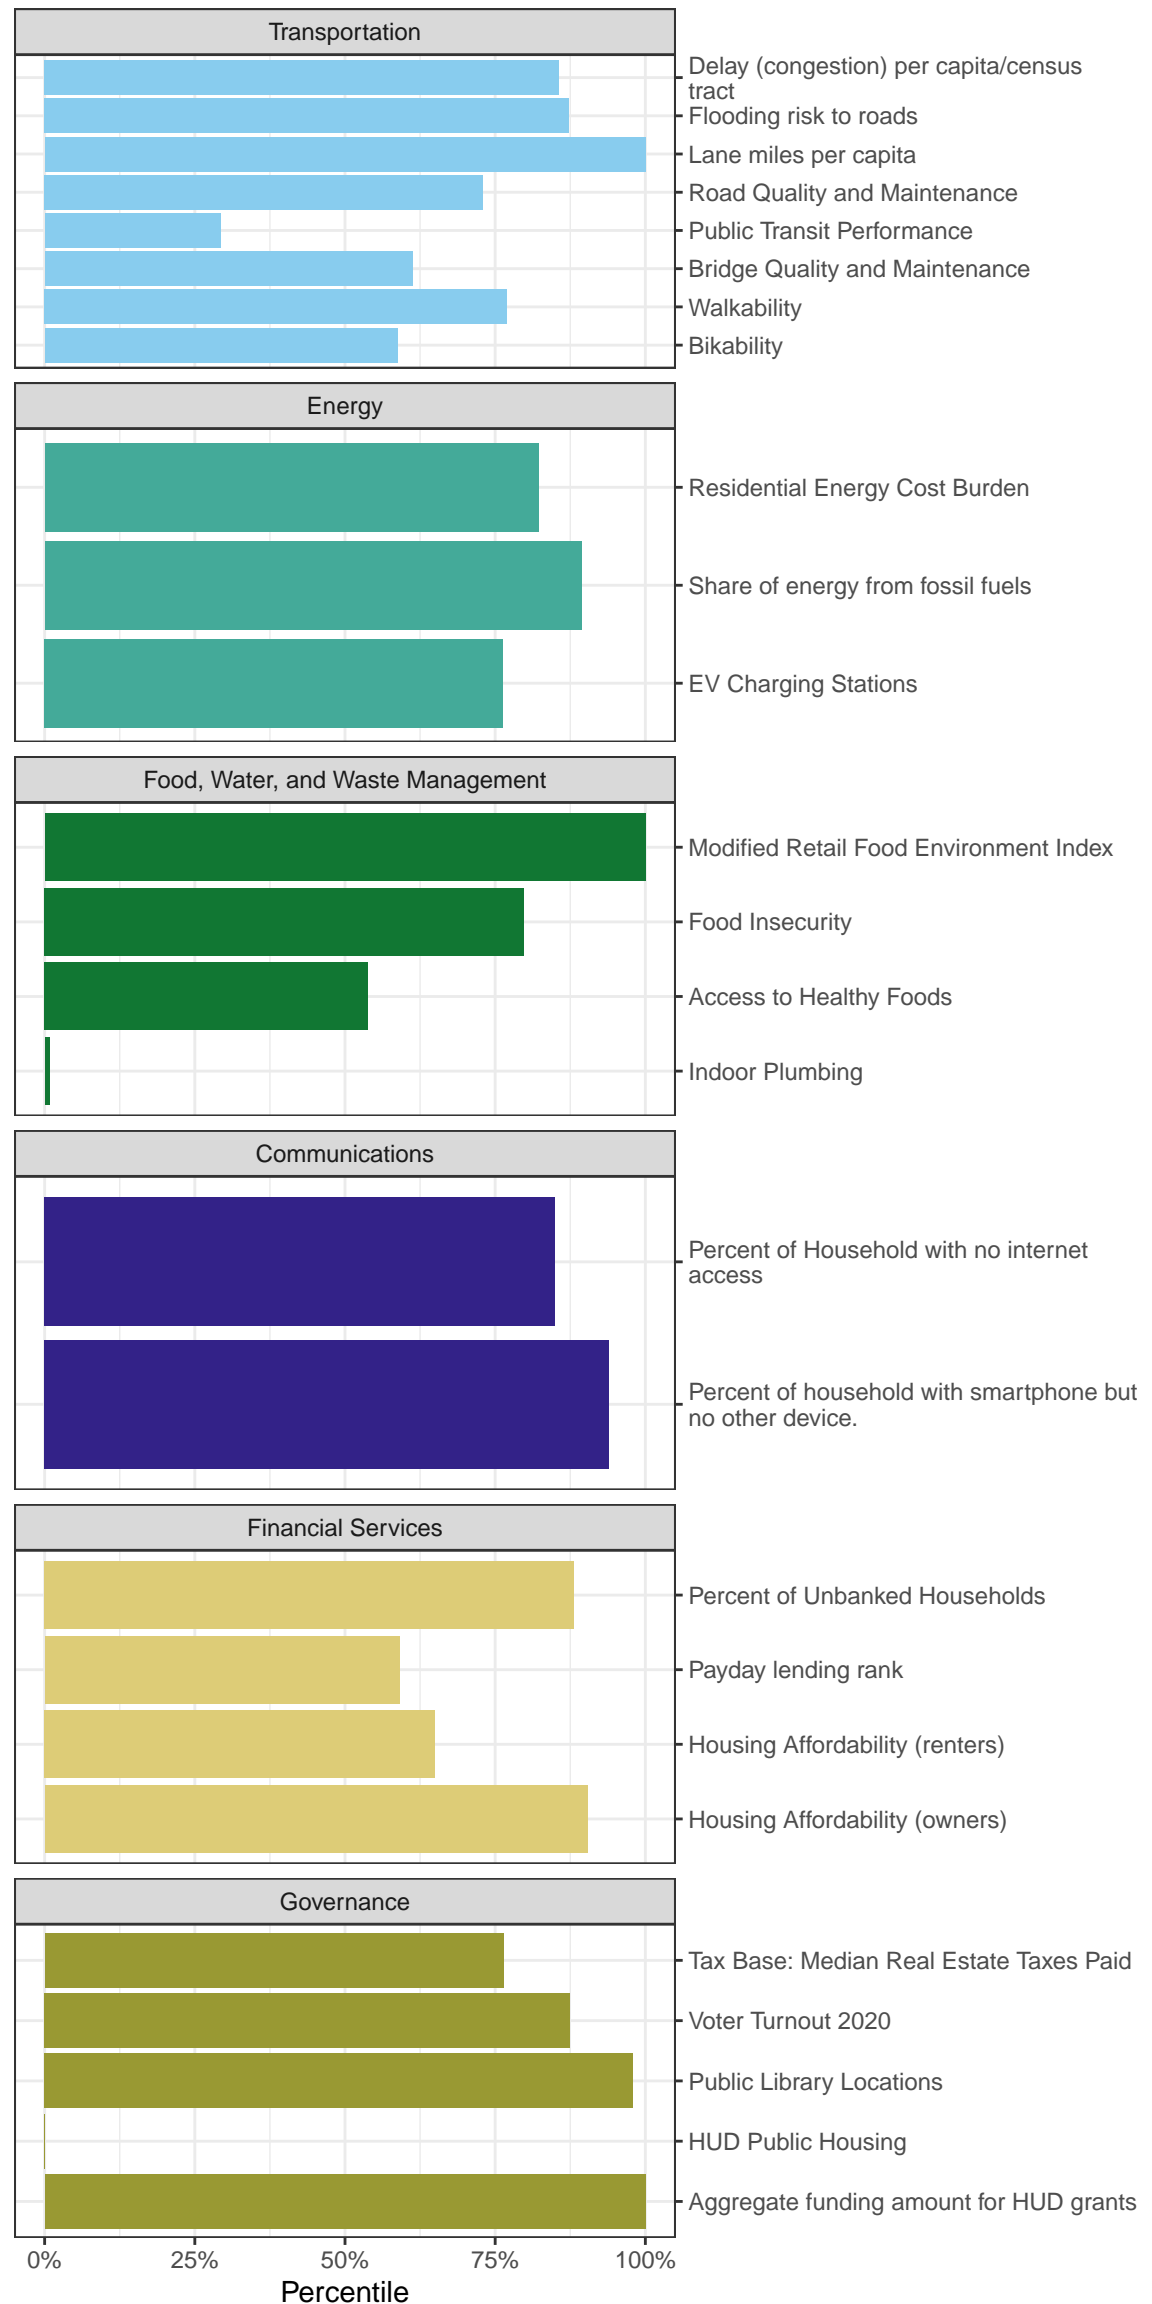 Transportation
Delay (congestion) per capita/census
tract
Flooding risk to roads
Lane miles per capita
Road Quality and Maintenance
Public Transit Performance
Bridge Quality and Maintenance
Walkability
Bikability
Energy
Residential Energy Cost Burden
Share of energy from fossil fuels
EV Charging Stations
Food, Water, and Waste Management
Modified Retail Food Environment Index
Food Insecurity
Access to Healthy Foods
Indoor Plumbing
Communications
Percent of Household with no internet
access
Percent of household with smartphone but
no other device.
Financial Services
Percent of Unbanked Households
Payday lending rank
Housing Affordability (renters)
Housing Affordability (owners)
Governance
Tax Base: Median Real Estate Taxes Paid
Voter Turnout 2020
Public Library Locations
HUD Public Housing
Aggregate funding amount for HUD grants
0% 25% 50% 75% 100%
Percentile